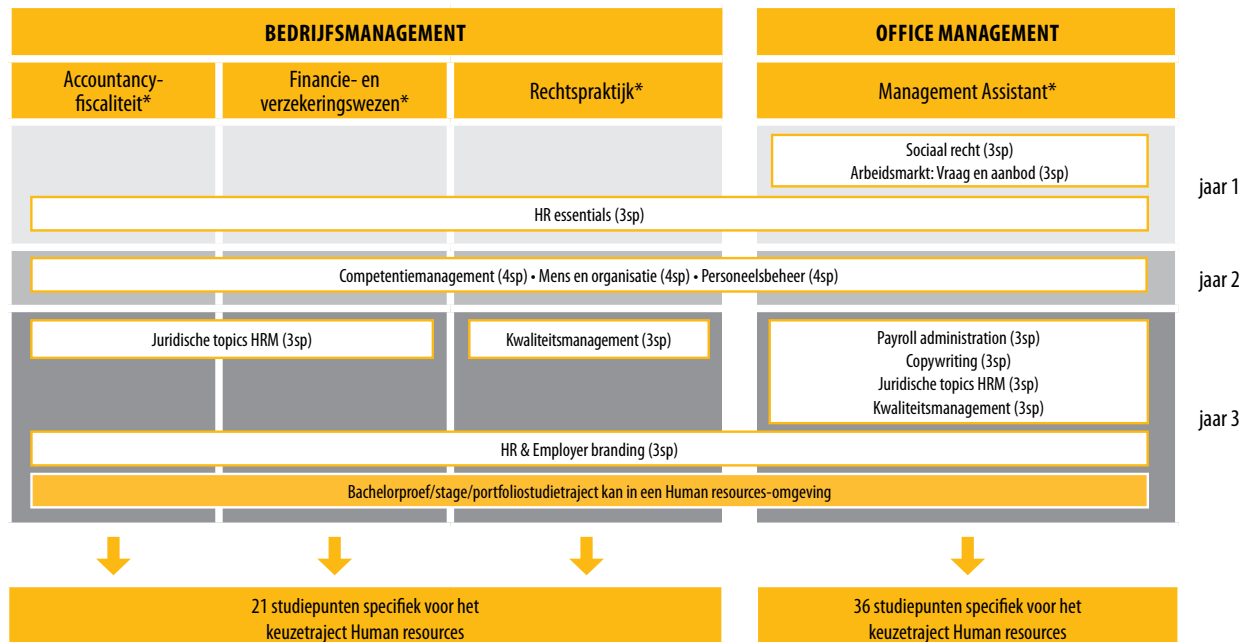 BEDRIJFSMANAGEMENT
OFFICE MANAGEMENT
Accountancy-
fiscaliteit*
Financie- en
verzekeringswezen*
Rechtspraktijk*
Management Assistant*
Sociaal recht (3sp)
Arbeidsmarkt: Vraag en aanbod (3sp)
jaar 1
HR essentials (3sp)
Competentiemanagement (4sp) • Mens en organisatie (4sp) • Personeelsbeheer (4sp)
jaar 2
Juridische topics HRM (3sp)
Kwaliteitsmanagement (3sp)
Payroll administration (3sp)
Copywriting (3sp)
Juridische topics HRM (3sp)
Kwaliteitsmanagement (3sp)
jaar 3
HR & Employer branding (3sp)
Bachelorproef/stage/portfoliostudietraject kan in een Human resources-omgeving
21 studiepunten specifiek voor het
keuzetraject Human resources
36 studiepunten specifiek voor het
keuzetraject Human resources